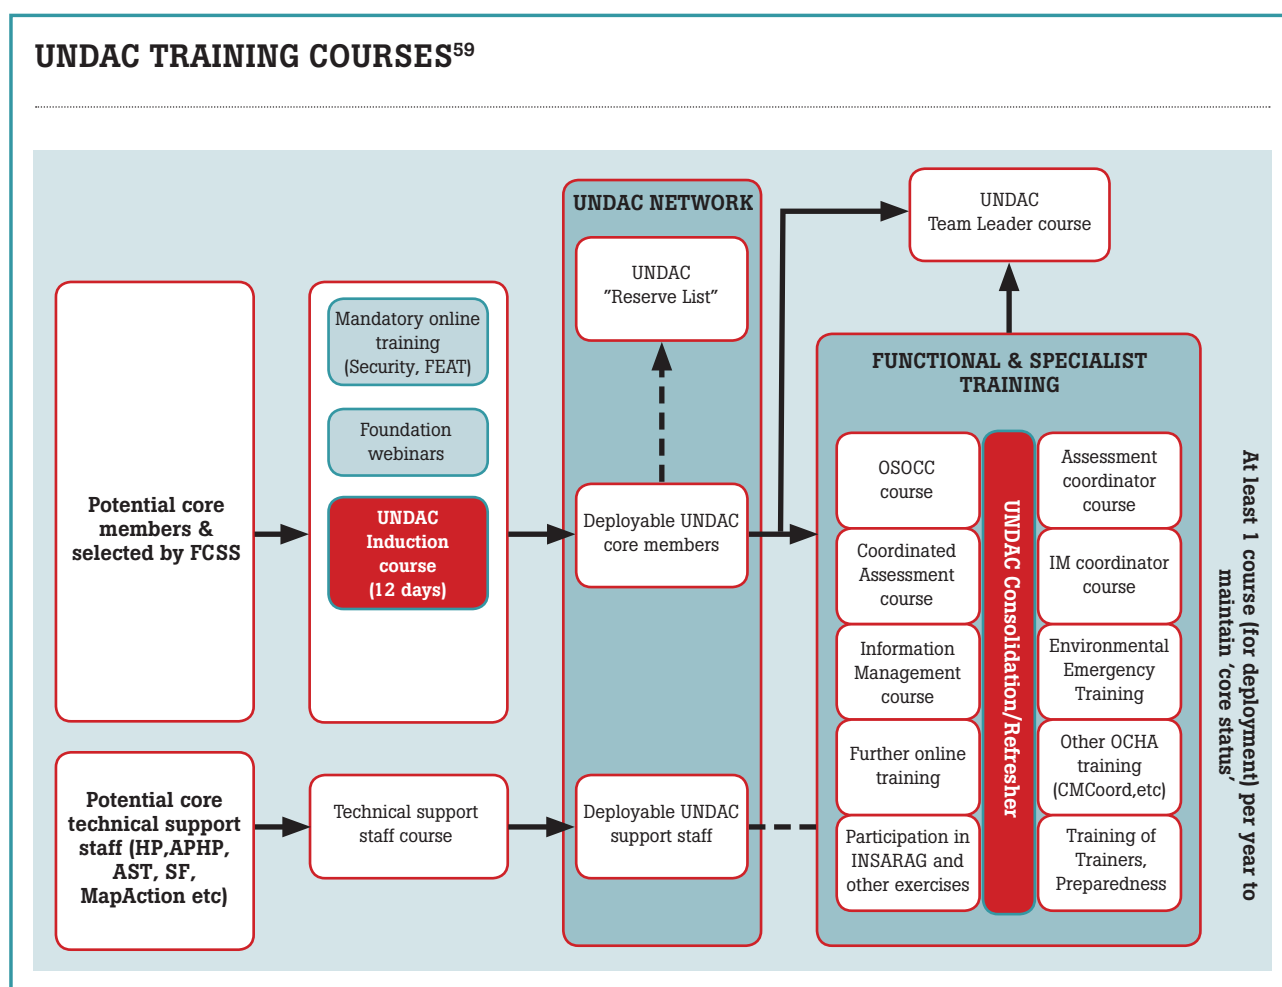 UNDAC TRAINING COURSES59
Potential core
members &
selected by FCSS
Mandatory online
training
(Security, FEAT)
Foundation
webinars
UNDAC
Induction
course
(12 days)
UNDAC NETWORK
UNDAC
”Reserve List”
Deployable UNDAC
core members
UNDAC
Team Leader course
FUNCTIONAL & SPECIALIST
TRAINING
OSOCC
course
Coordinated
Assessment
course
Information
Management
course
Further online
training
Participation in
INSARAG and
other exercises
UNDAC Consolidation/Refresher
Assessment
coordinator
course
IM coordinator
course
Environmental
Emergency
Training
Other OCHA
training
(CMCoord,etc)
Training of
Trainers,
Preparedness
At least 1 course (for deployment) per year to
maintain ‘core status’
Potential core
technical support
staff (HP,APHP,
AST, SF,
MapAction etc)
Technical support
staff course
Deployable UNDAC
support staff